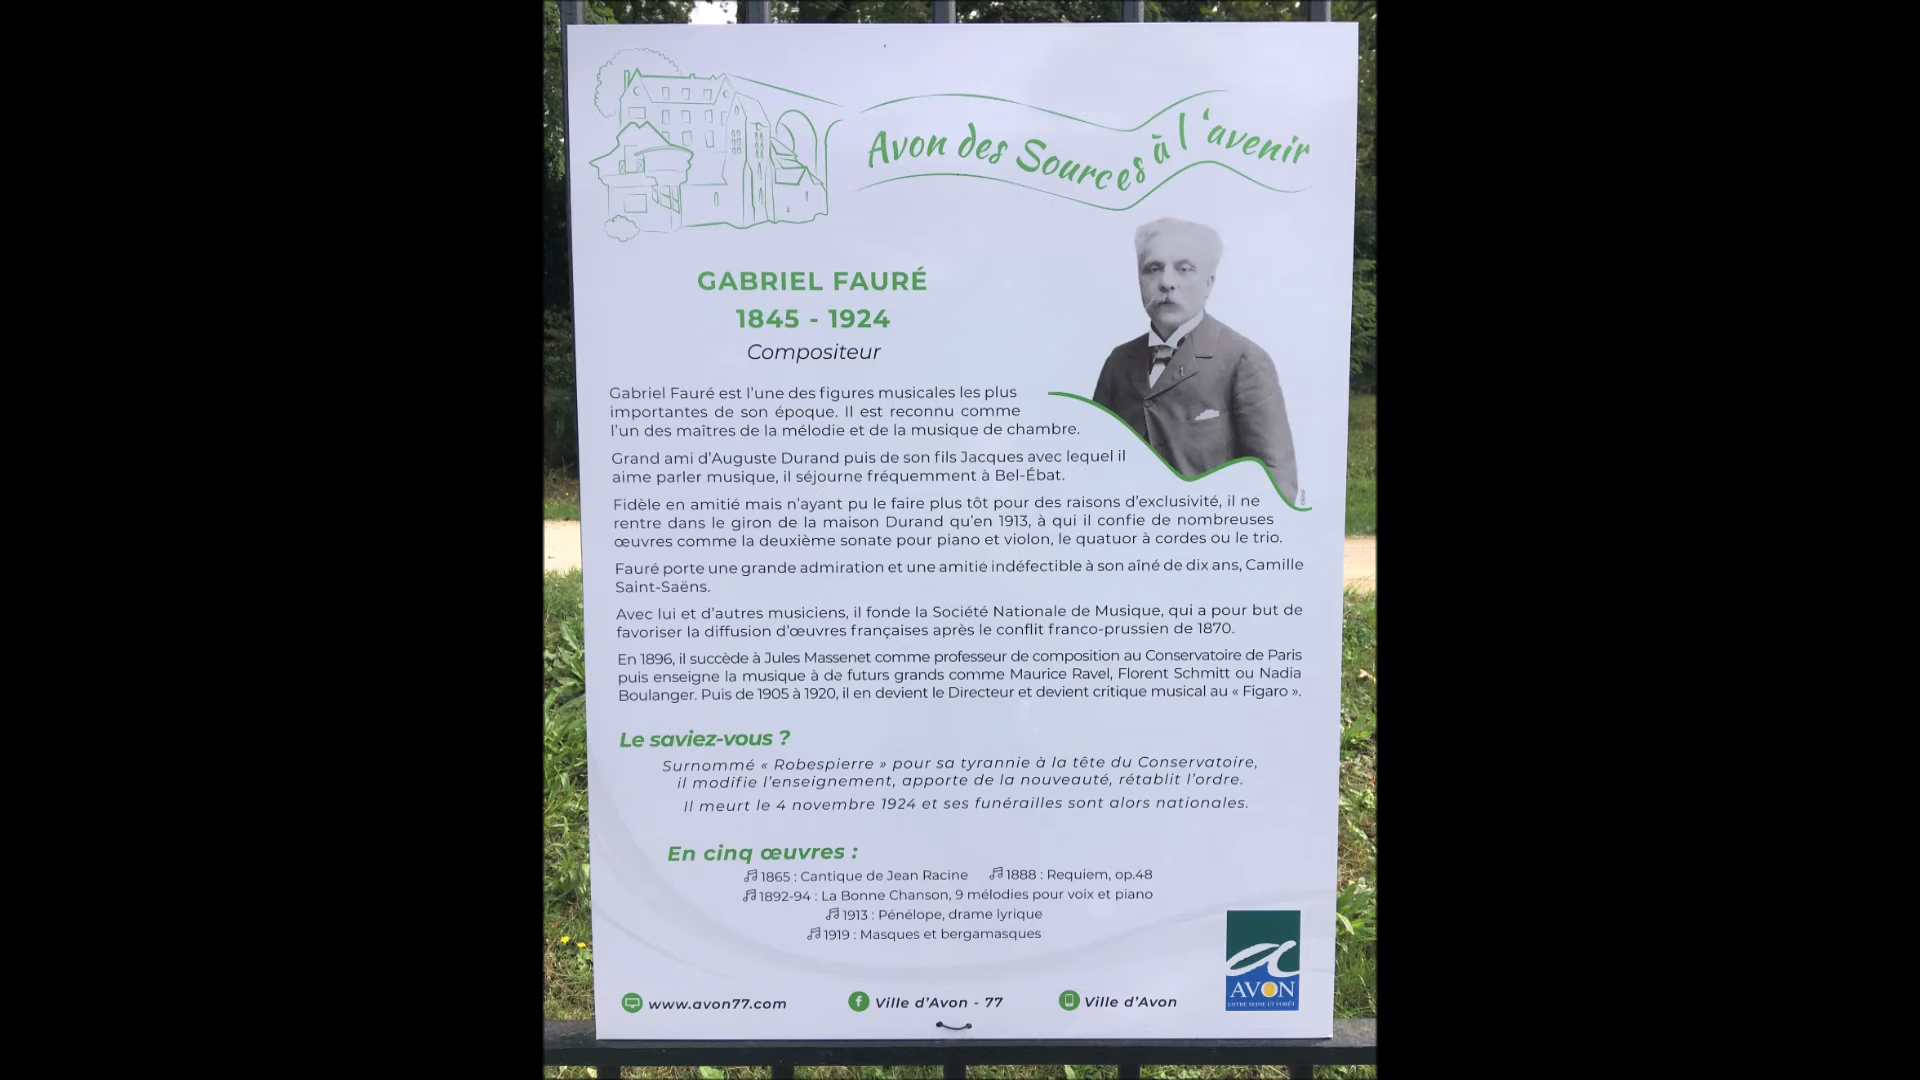 Avon des Sources à l'avenir
GABRIEL FAURÉ
1845 - 1924
Compositeur
Gabriel Fauré est l'une des figures musicales les plus
importantes de son époque. Il est reconnu comme
l'un des maîtres de la mélodie et de la musique de chambre.
Grand ami d'Auguste Durand puis de son fils Jacques avec lequel il
aime parler musique, il séjourne fréquemment à Bel-Ébat.
Fidèle en amitié mais n'ayant pu le faire plus tôt pour des raisons d'exclusivité, il ne
rentre dans le giron de la maison Durand qu'en 1913, à qui il confie de nombreuses
œuvres comme la deuxième sonate pour piano et violon, le quatuor à cordes ou le trio.
Fauré porte une grande admiration et une amitié indéfectible à son aîné de dix ans, Camille
Saint-Saëns.
Avec lui et d'autres musiciens, il fonde la Société Nationale de Musique, qui a pour but de
favoriser la diffusion d'œuvres françaises après le conflit franco-prussien de 1870.
En 1896, il succède à Jules Massenet comme professeur de composition au Conservatoire de Paris
puis enseigne la musique à de futurs grands comme Maurice Ravel, Florent Schmitt ou Nadia
Boulanger. Puis de 1905 à 1920, il en devient le Directeur et devient critique musical au « Figaro ».
Le saviez-vous ?
Surnommé « Robespierre » pour sa tyrannie à la tête du Conservatoire,
il modifie l'enseignement, apporte de la nouveauté, rétablit l'ordre.
Il meurt le 4 novembre 1924 et ses funérailles sont alors nationales.
En cinq œuvres :
1865 : Cantique de Jean Racine 1888 : Requiem, op.48
1892-94 : La Bonne Chanson, 9 mélodies pour voix et piano
1913 : Pénélope, drame lyrique
1919 : Masques et bergamasques
AVON
ENTRE SEINE ET FORÊT
www.avon77.com Ville d'Avon - 77 Ville d'Avon